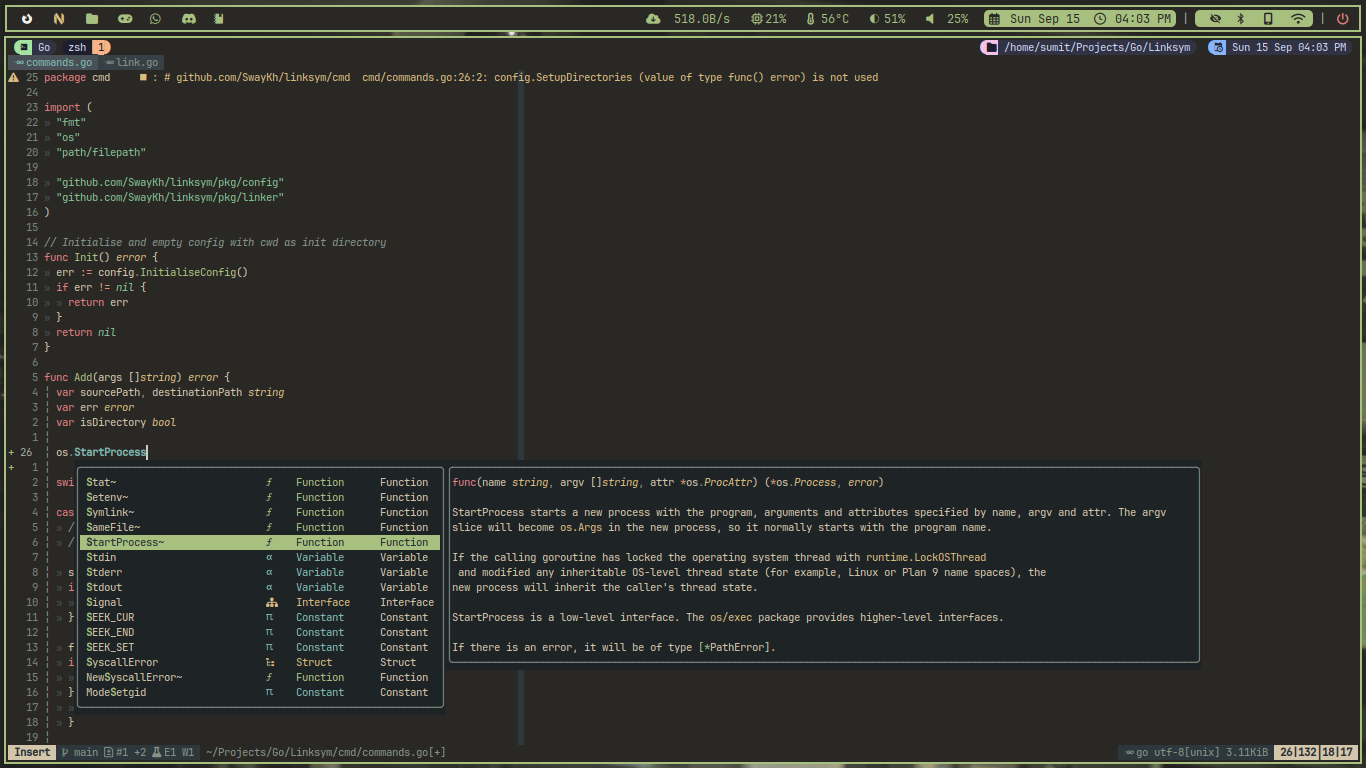 518.0B/s 21% 56°C 51% 25% Sun Sep 15 04:03 PM | |
Go zsh 1 /home/sumit/Projects/Go/Linksym Sun 15 Sep 04:03 PM
commands.go link.go
25 package cmd ■ : # github.com/SwayKh/linksym/cmd cmd/commands.go:26:2: config.SetupDirectories (value of type func() error) is not used
24
23 import (
22 » "fmt"
21 » "os"
20 » "path/filepath"
19
18 » "github.com/SwayKh/linksym/pkg/config"
17 » "github.com/SwayKh/linksym/pkg/linker"
16 )
15
14 // Initialise and empty config with cwd as init directory
13 func Init() error {
12 » err := config.InitialiseConfig()
11 » if err != nil {
10 » » return err
9 » }
8 » return nil
7 }
6
5 func Add(args []string) error {
4 ¦ var sourcePath, destinationPath string
3 ¦ var err error
2 ¦ var isDirectory bool
1 ¦
+ 26 ¦ os.StartProcess
+ 1 ¦
2 ¦ swi Stat~ ƒ Function Function func(name string, argv []string, attr *os.ProcAttr) (*os.Process, error)
3 ¦ Setenv~ ƒ Function Function
4 ¦ cas Symlink~ ƒ Function Function StartProcess starts a new process with the program, arguments and attributes specified by name, argv and attr. The argv
5 ¦ » / SameFile~ ƒ Function Function slice will become os.Args in the new process, so it normally starts with the program name.
6 ¦ » / StartProcess~ ƒ Function Function
7 ¦ Stdin α Variable Variable If the calling goroutine has locked the operating system thread with runtime.LockOSThread
8 ¦ » s Stderr α Variable Variable and modified any inheritable OS-level thread state (for example, Linux or Plan 9 name spaces), the
9 ¦ » i Stdout α Variable Variable new process will inherit the caller's thread state.
10 ¦ » » Signal Interface Interface
11 ¦ » } SEEK_CUR π Constant Constant StartProcess is a low-level interface. The os/exec package provides higher-level interfaces.
12 ¦ SEEK_END π Constant Constant
13 ¦ » f SEEK_SET π Constant Constant If there is an error, it will be of type [*PathError].
14 ¦ » i SyscallError Struct Struct
15 ¦ » » NewSyscallError~ ƒ Function Function
16 ¦ » } ModeSetgid π Constant Constant
17 ¦ » »
18 ¦ » }
19 ¦
Insert main #1 +2 E1 W1 ~/Projects/Go/Linksym/cmd/commands.go[+] go utf-8[unix] 3.11KiB 26|132|18|17